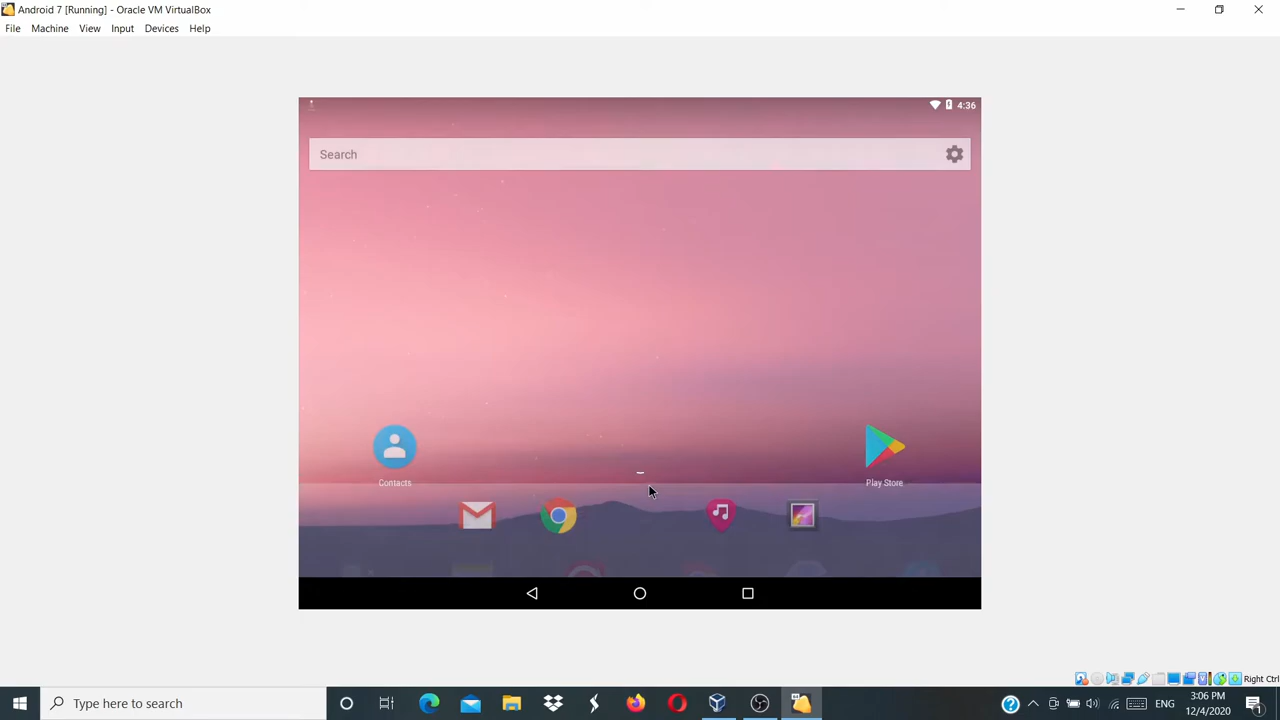 Android 7 [Running] - Oracle VM VirtualBox
File Machine View Input Devices Help
4:36
Search
Contacts
Play Store
Right Ctrl
Type here to search
ENG
3:06 PM
12/4/2020
1